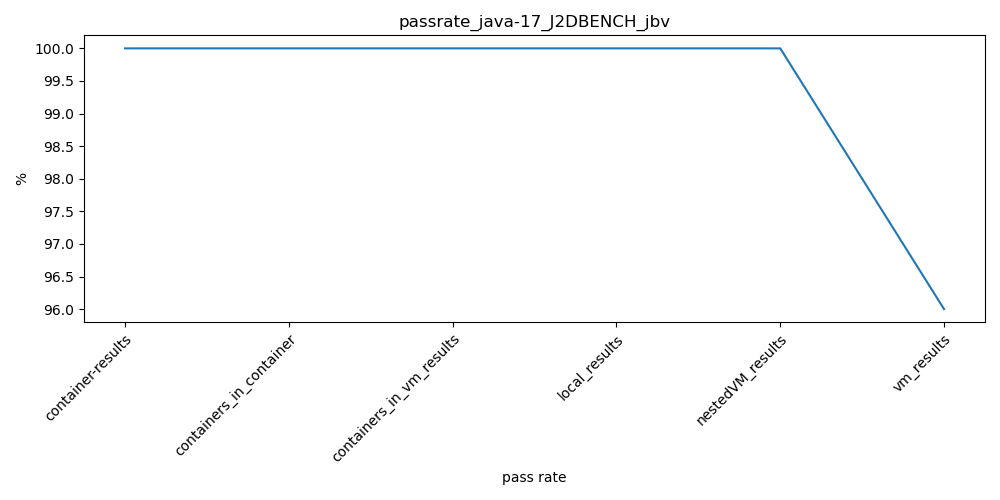 passrate_java-17_J2DBENCH_jbv
100.0
99.5
99.0
98.5
98.0
97.5
97.0
96.5
96.0
%
container-results
containers_in_container
containers_in_vm_results
local_results
nestedVM_results
vm_results
pass rate